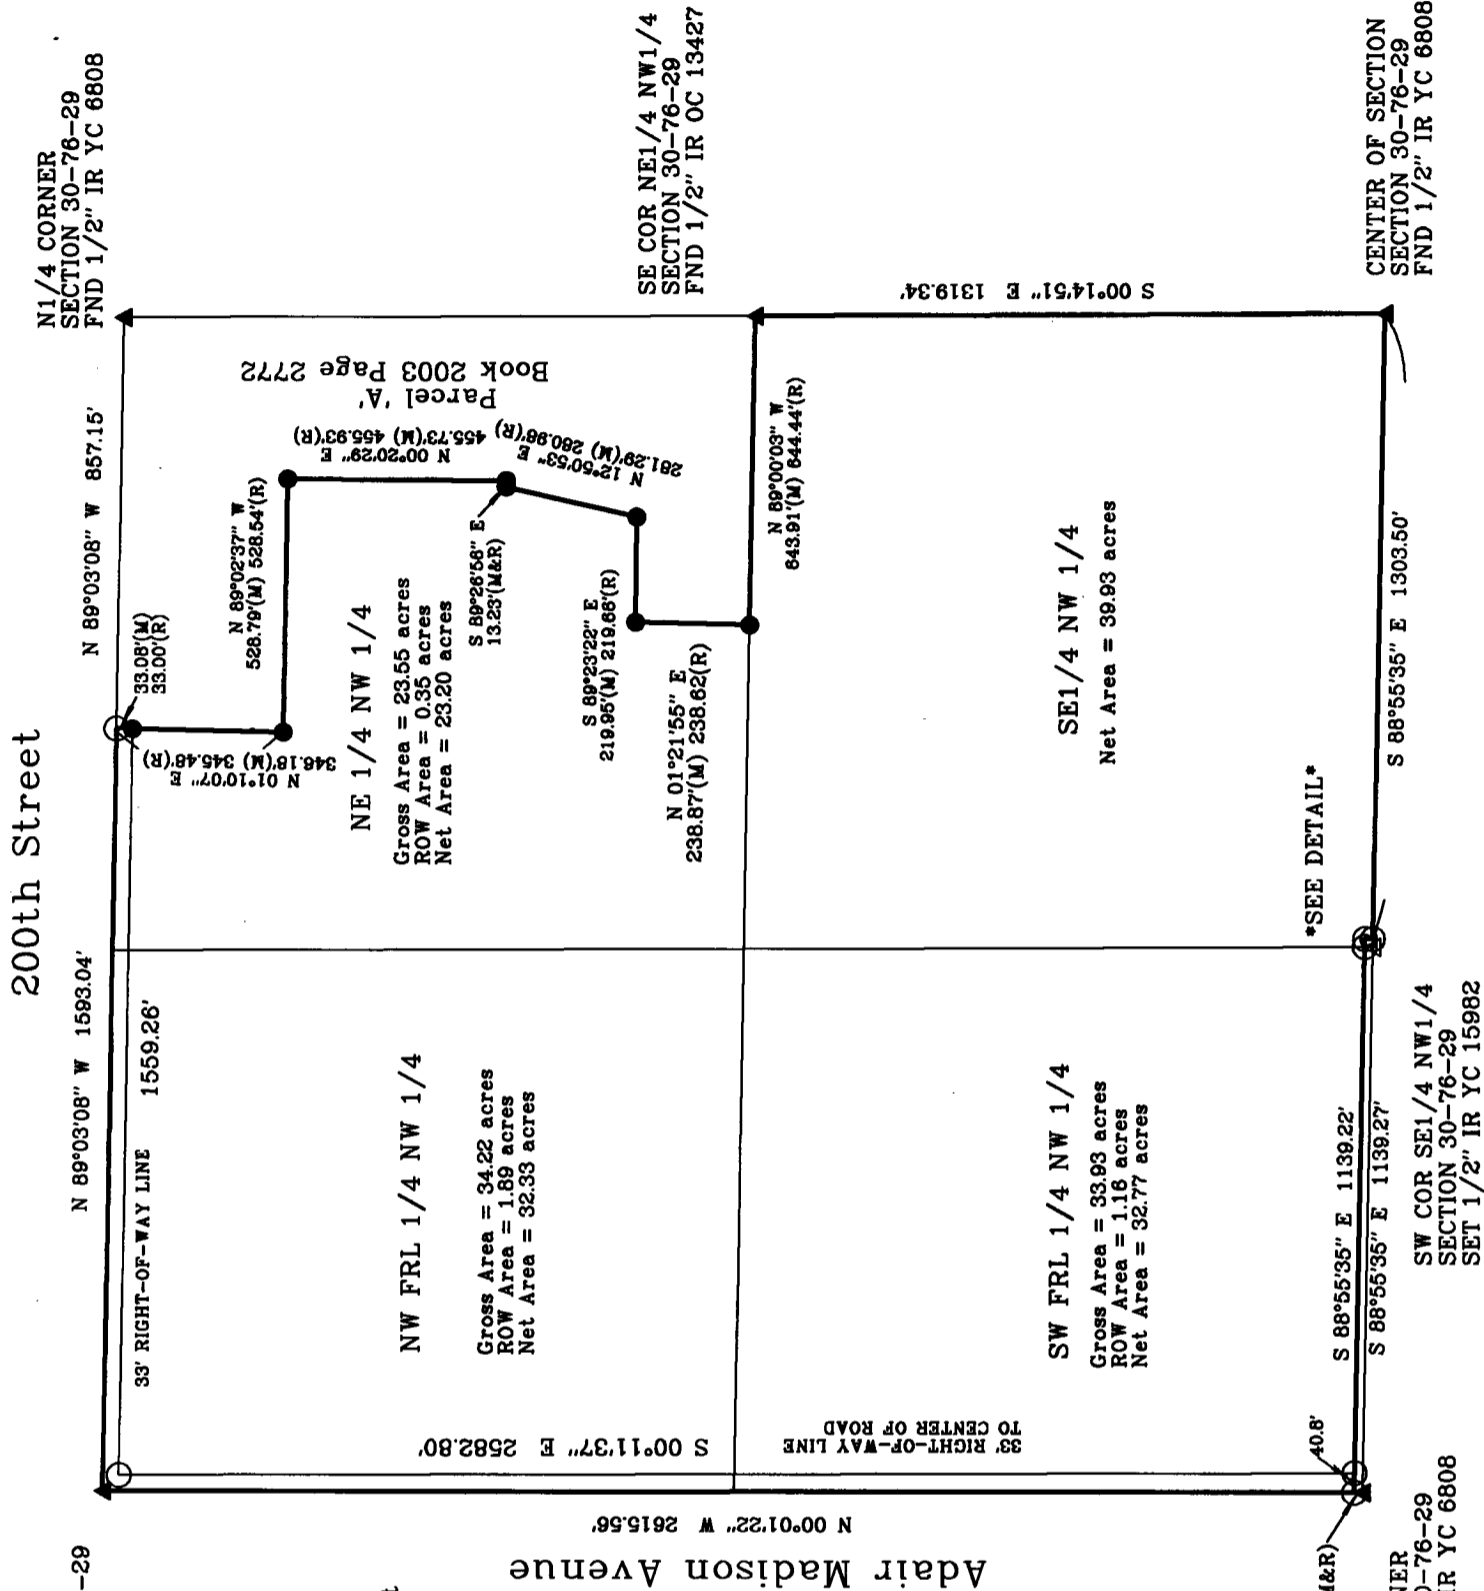 200th Street
N1/4 CORNER
SECTION 30-76-29
FND 1/2" IR YC 6808
N 89°03'08" W 857.15'
N 89°03'08" W 1593.04'
33' RIGHT-OF-WAY LINE 1559.26'
33.08'(M)
33.00'(R)
N 01°10'07" E
346.18'(M) 345.48'(R)
N 89°02'37" W
528.79'(M) 528.54'(R)
Parcel 'A'
Book 2003 Page 2772
N 00°20'29" E
455.73'(M) 455.93'(R)
S 89°26'58" E
13.23'(M&R)
N 12°50'53" E
281.29'(M) 280.98'(R)
S 89°23'22" E
219.95'(M) 219.66'(R)
N 01°21'55" E
238.87'(M) 238.62(R)
N 89°00'03" W
643.91'(M) 644.44'(R)
SE COR NE1/4 NW1/4
SECTION 30-76-29
FND 1/2" IR OC 13427
NE 1/4 NW 1/4
Gross Area = 23.55 acres
ROW Area = 0.35 acres
Net Area = 23.20 acres
NW FRL 1/4 NW 1/4
Gross Area = 34.22 acres
ROW Area = 1.89 acres
Net Area = 32.33 acres
SE1/4 NW 1/4
Net Area = 39.93 acres
S 00°14'51" E 1319.34'
CENTER OF SECTION
SECTION 30-76-29
FND 1/2" IR YC 6808
SW FRL 1/4 NW 1/4
Gross Area = 33.93 acres
ROW Area = 1.16 acres
Net Area = 32.77 acres
*SEE DETAIL*
S 88°55'35" E 1303.50'
S 88°55'35" E 1139.22'
S 88°55'35" E 1139.27'
SW COR SE1/4 NW1/4
SECTION 30-76-29
SET 1/2" IR YC 15982
S 00°11'37" E 2582.80'
33' RIGHT-OF-WAY LINE
TO CENTER OF ROAD
40.8'
N 00°01'22" W 2615.56'
Adair Madison Avenue
-29
M&R)
NER
0-76-29
IR YC 6808